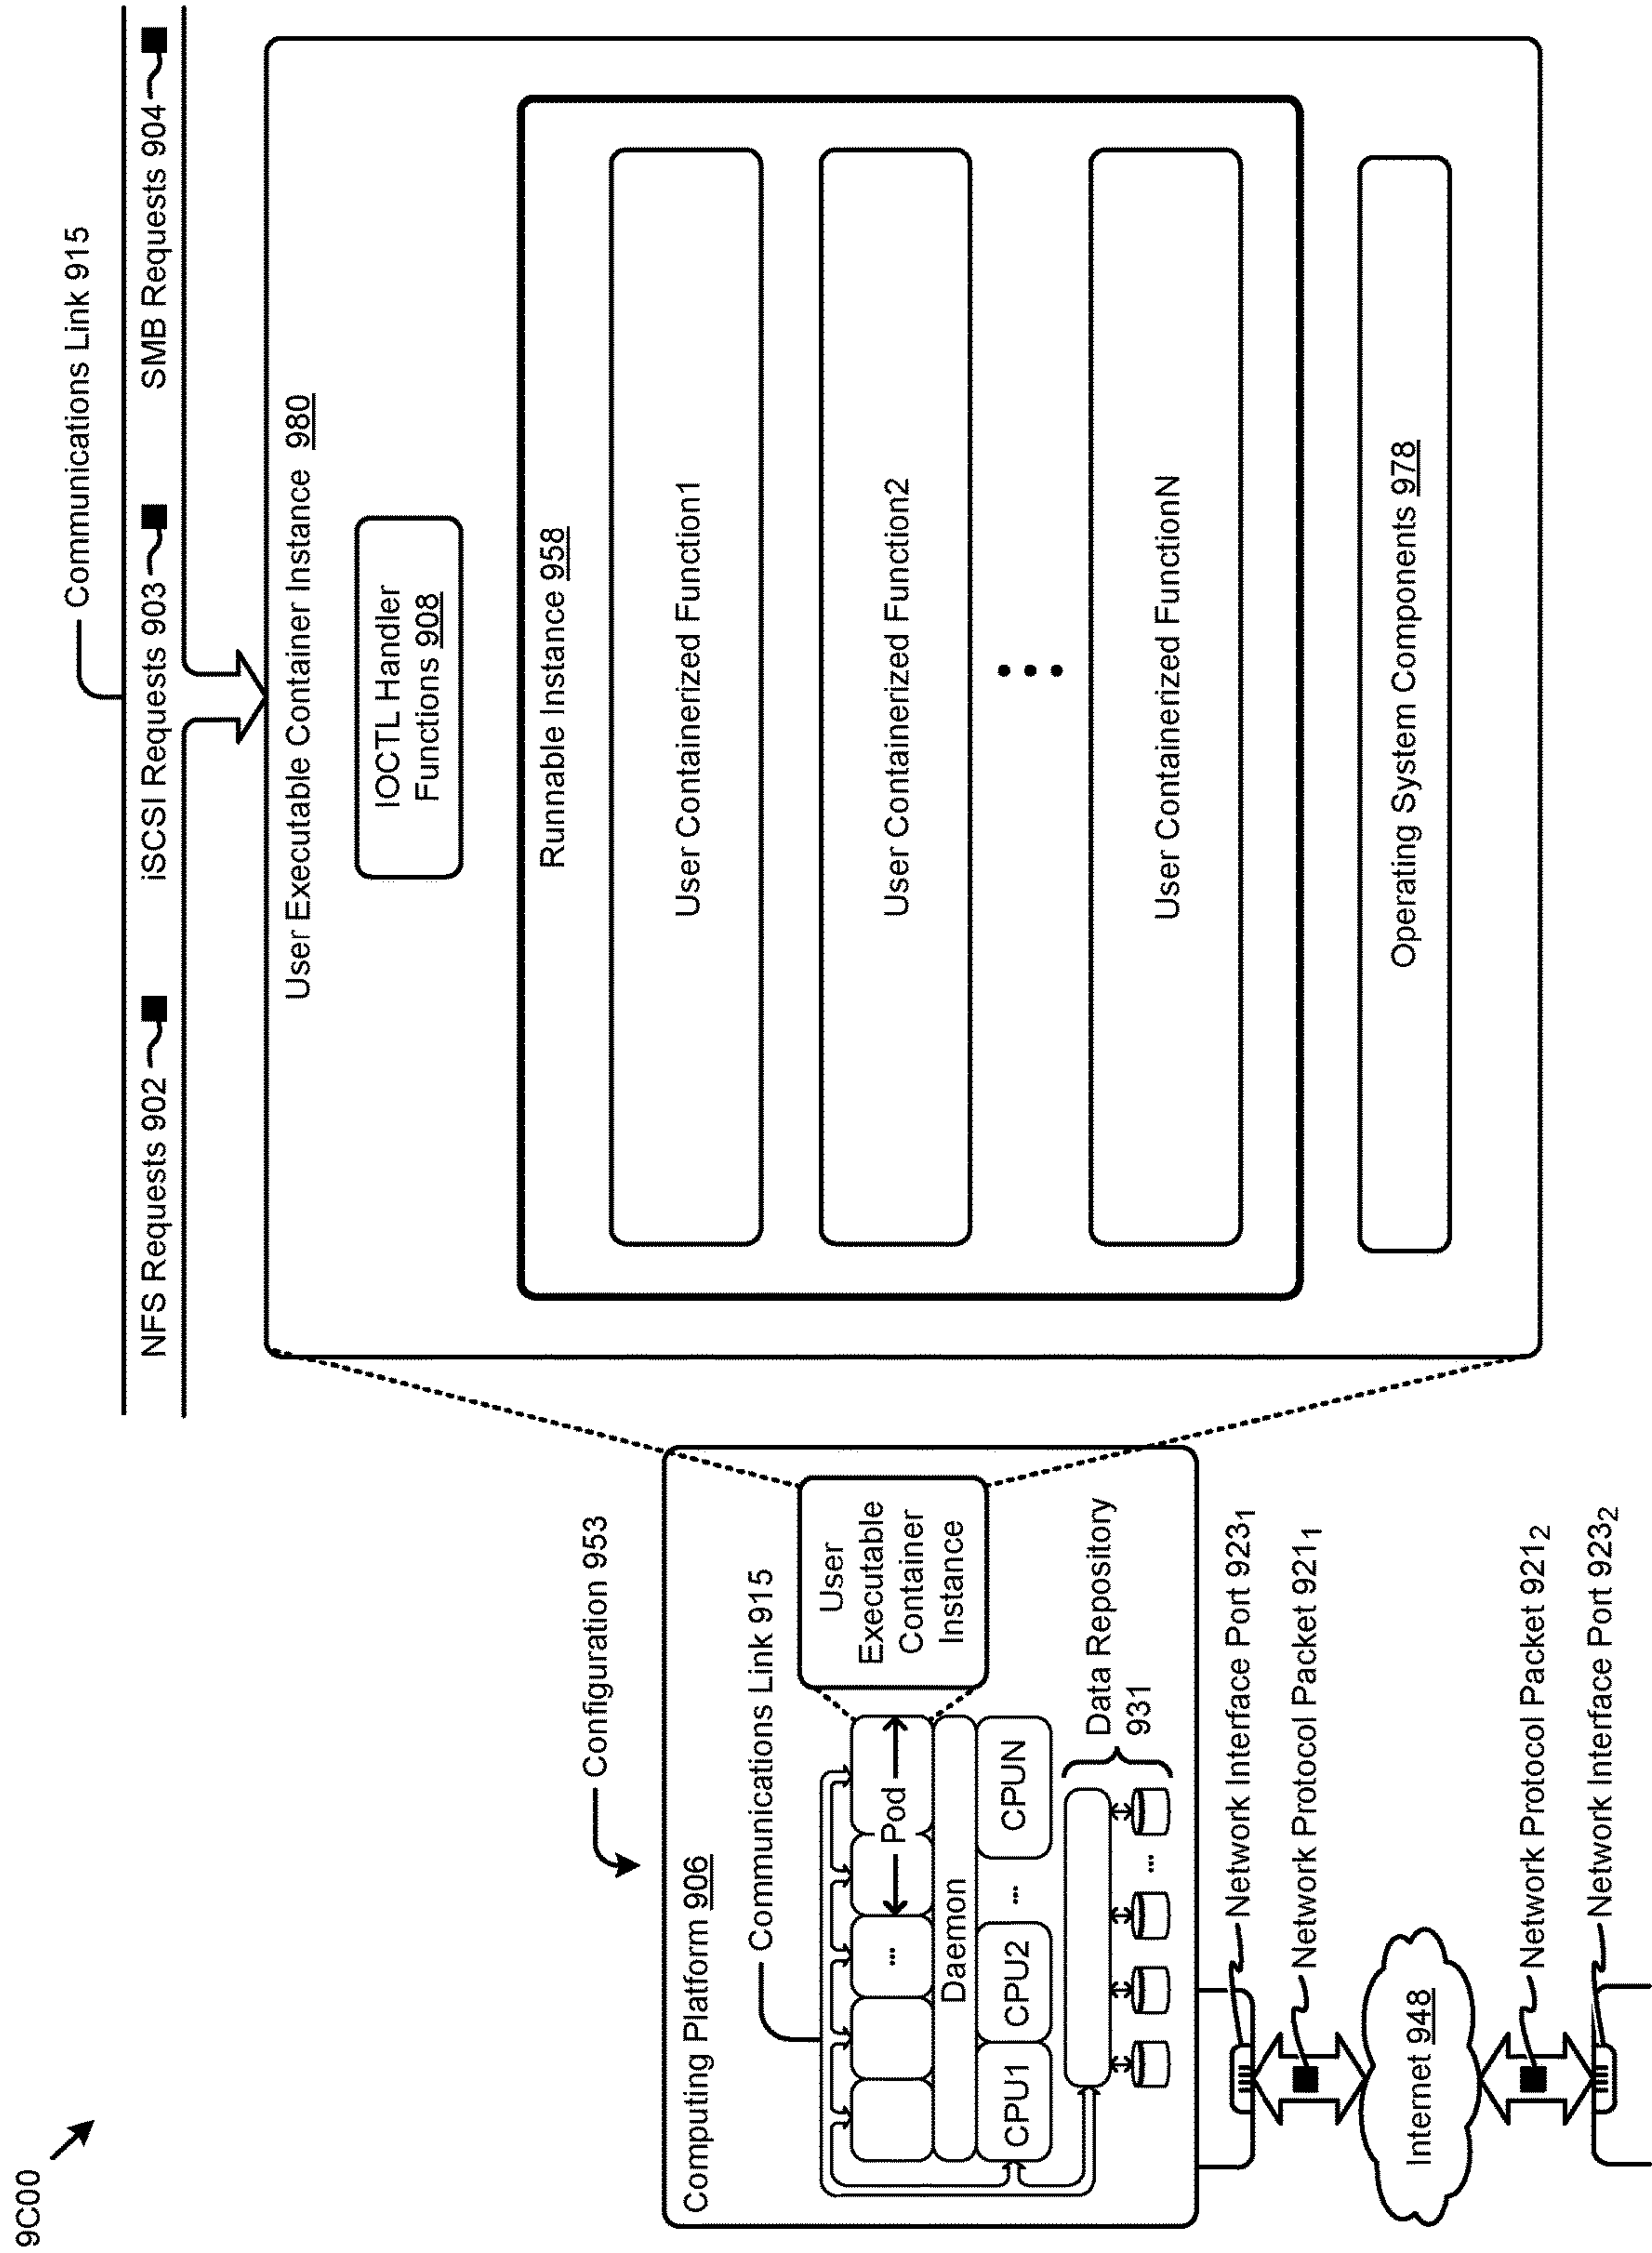 9C00
Communications Link 915
NFS Requests 902
iSCSI Requests 903
SMB Requests 904
User Executable Container Instance 980
IOCTL Handler
Functions 908
Runnable Instance 958
User Containerized Function1
User Containerized Function2
User Containerized FunctionN
Operating System Components 978
Configuration 953
Computing Platform 906
Communications Link 915
User
Executable
Container
Instance
...
Pod
Daemon
CPU1
CPU2
...
CPUN
Data Repository
931
...
Network Interface Port 923₁
Network Protocol Packet 921₁
Internet 948
Network Protocol Packet 921₂
Network Interface Port 923₂